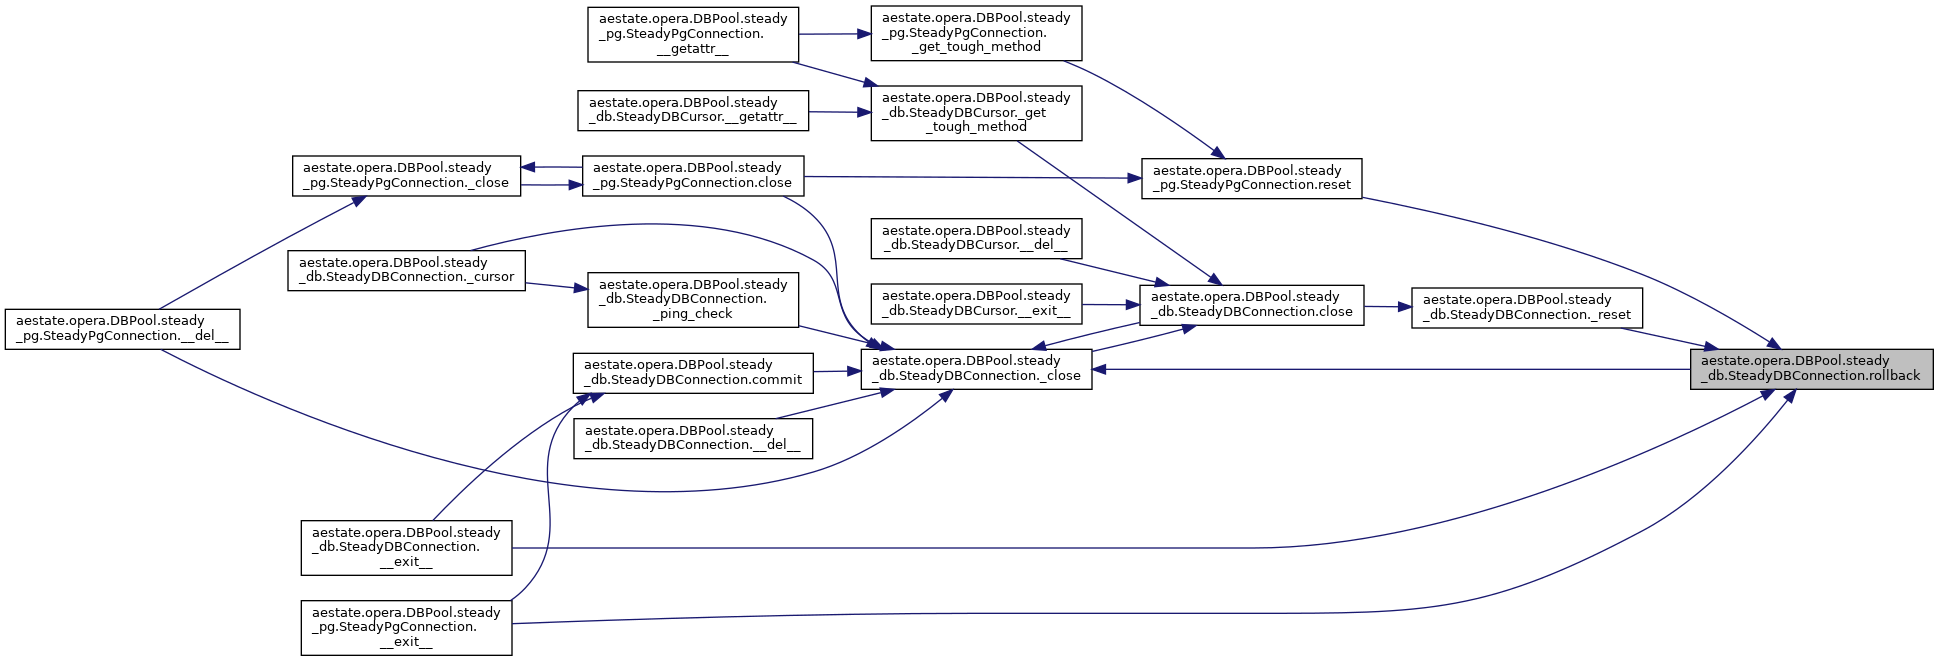 aestate.opera.DBPool.steady
_pg.SteadyPgConnection.
__getattr__
aestate.opera.DBPool.steady
_pg.SteadyPgConnection.
_get_tough_method
aestate.opera.DBPool.steady
_db.SteadyDBCursor.__getattr__
aestate.opera.DBPool.steady
_db.SteadyDBCursor._get
_tough_method
aestate.opera.DBPool.steady
_pg.SteadyPgConnection._close
aestate.opera.DBPool.steady
_pg.SteadyPgConnection.close
aestate.opera.DBPool.steady
_pg.SteadyPgConnection.reset
aestate.opera.DBPool.steady
_db.SteadyDBCursor.__del__
aestate.opera.DBPool.steady
_db.SteadyDBConnection._cursor
aestate.opera.DBPool.steady
_db.SteadyDBConnection.
_ping_check
aestate.opera.DBPool.steady
_db.SteadyDBCursor.__exit__
aestate.opera.DBPool.steady
_db.SteadyDBConnection.close
aestate.opera.DBPool.steady
_db.SteadyDBConnection._reset
aestate.opera.DBPool.steady
_pg.SteadyPgConnection.__del__
aestate.opera.DBPool.steady
_db.SteadyDBConnection.commit
aestate.opera.DBPool.steady
_db.SteadyDBConnection._close
aestate.opera.DBPool.steady
_db.SteadyDBConnection.rollback
aestate.opera.DBPool.steady
_db.SteadyDBConnection.__del__
aestate.opera.DBPool.steady
_db.SteadyDBConnection.
__exit__
aestate.opera.DBPool.steady
_pg.SteadyPgConnection.
__exit__